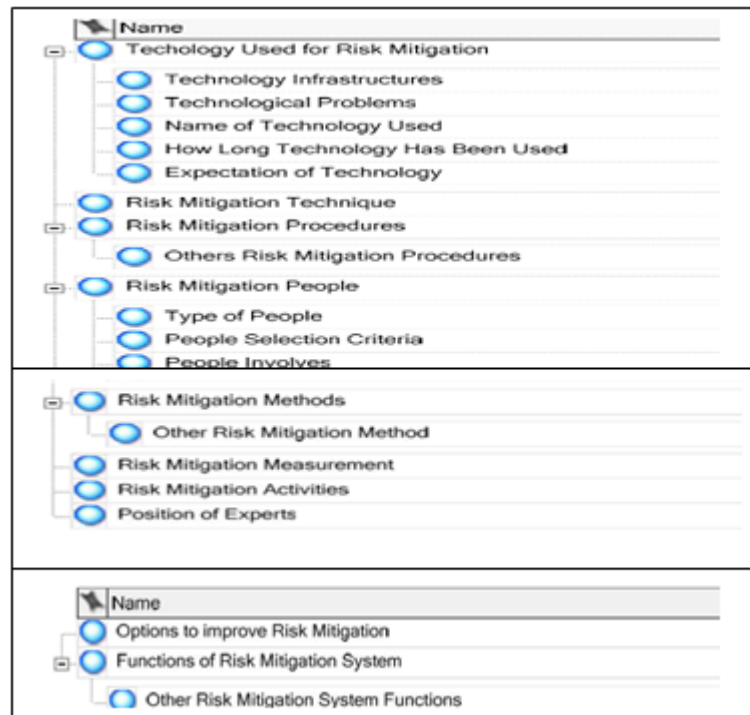 Name
Techology Used for Risk Mitigation
Technology Infrastructures
Technological Problems
Name of Technology Used
How Long Technology Has Been Used
Expectation of Technology
Risk Mitigation Technique
Risk Mitigation Procedures
Others Risk Mitigation Procedures
Risk Mitigation People
Type of People
People Selection Criteria
People Involves
Risk Mitigation Methods
Other Risk Mitigation Method
Risk Mitigation Measurement
Risk Mitigation Activities
Position of Experts
Name
Options to improve Risk Mitigation
Functions of Risk Mitigation System
Other Risk Mitigation System Functions